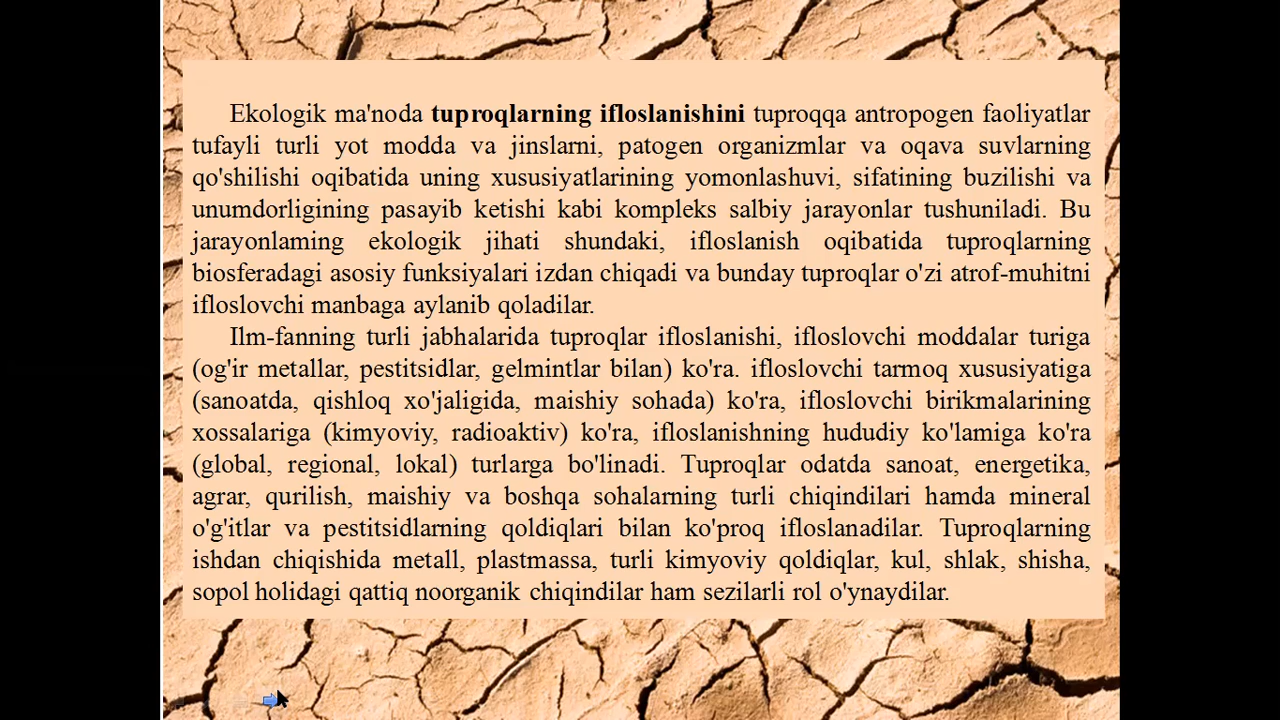 Ekologik ma'noda tuproqlarning ifloslanishini tuproqqa antropogen faoliyatlar
tufayli turli yot modda va jinslarni, patogen organizmlar va oqava suvlarning
qo'shilishi oqibatida uning xususiyatlarining yomonlashuvi, sifatining buzilishi va
unumdorligining pasayib ketishi kabi kompleks salbiy jarayonlar tushuniladi. Bu
jarayonlaming ekologik jihati shundaki, ifloslanish oqibatida tuproqlarning
biosferadagi asosiy funksiyalari izdan chiqadi va bunday tuproqlar o'zi atrof-muhitni
ifloslovchi manbaga aylanib qoladilar.
Ilm-fanning turli jabhalarida tuproqlar ifloslanishi, ifloslovchi moddalar turiga
(og'ir metallar, pestitsidlar, gelmintlar bilan) ko'ra. ifloslovchi tarmoq xususiyatiga
(sanoatda, qishloq xo'jaligida, maishiy sohada) ko'ra, ifloslovchi birikmalarining
xossalariga (kimyoviy, radioaktiv) ko'ra, ifloslanishning hududiy ko'lamiga ko'ra
(global, regional, lokal) turlarga bo'linadi. Tuproqlar odatda sanoat, energetika,
agrar, qurilish, maishiy va boshqa sohalarning turli chiqindilari hamda mineral
o'g'itlar va pestitsidlarning qoldiqlari bilan ko'proq ifloslanadilar. Tuproqlarning
ishdan chiqishida metall, plastmassa, turli kimyoviy qoldiqlar, kul, shlak, shisha,
sopol holidagi qattiq noorganik chiqindilar ham sezilarli rol o'ynaydilar.